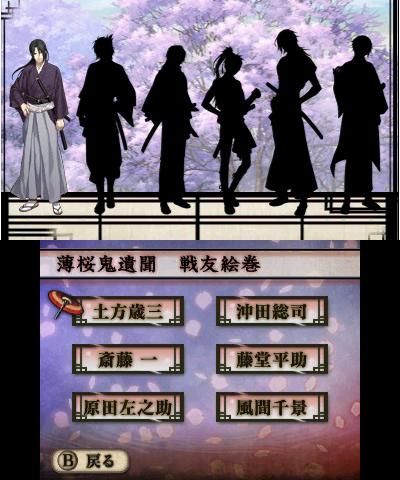 薄桜鬼遺聞　戦友絵巻
土方歳三
沖田総司
斎藤 一
藤堂平助
原田左之助
風間千景
B 戻る